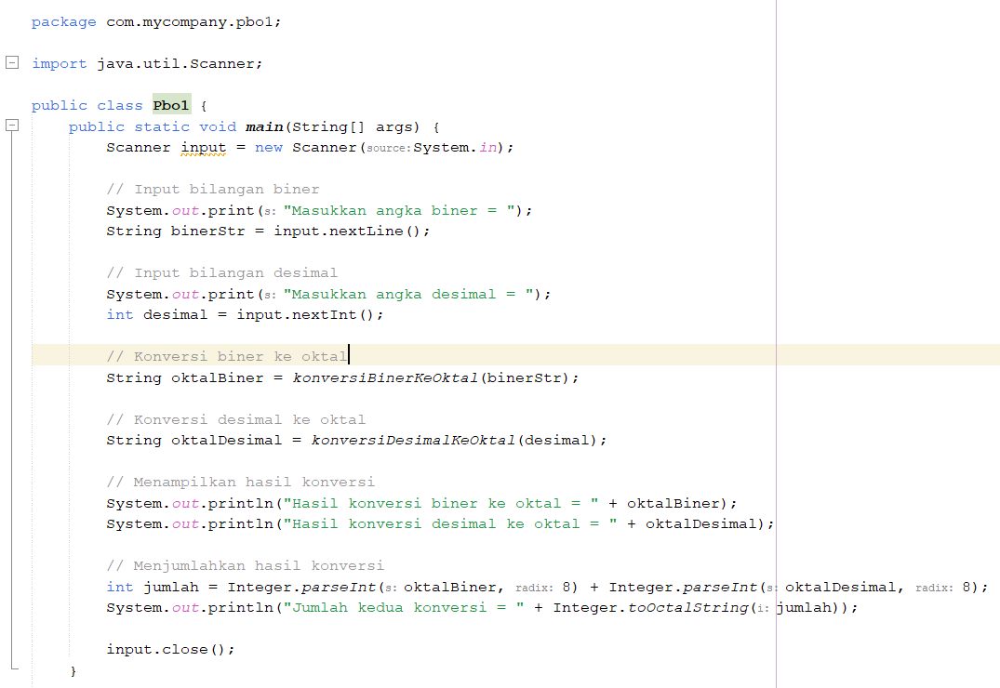 package com.mycompany.pbo1;
import java.util.Scanner;
public class Pbo1 {
public static void main(String[] args) {
Scanner input = new Scanner(source:System.in);
// Input bilangan biner
System.out.print(s: "Masukkan angka biner = ");
String binerStr = input.nextLine();
// Input bilangan desimal
System.out.print(s: "Masukkan angka desimal = ");
int desimal = input.nextInt();
// Konversi biner ke oktal
String oktalBiner = konversiBinerKeOktal(binerStr);
// Konversi desimal ke oktal
String oktalDesimal = konversiDesimalKeOktal(desimal);
// Menampilkan hasil konversi
System.out.println("Hasil konversi biner ke oktal = " + oktalBiner);
System.out.println("Hasil konversi desimal ke oktal = " + oktalDesimal);
// Menjumlahkan hasil konversi
int jumlah = Integer.parseInt(s: oktalBiner, radix: 8) + Integer.parseInt(s: oktalDesimal, radix: 8);
System.out.println("Jumlah kedua konversi = " + Integer.toOctalString(i: jumlah));
input.close();
}